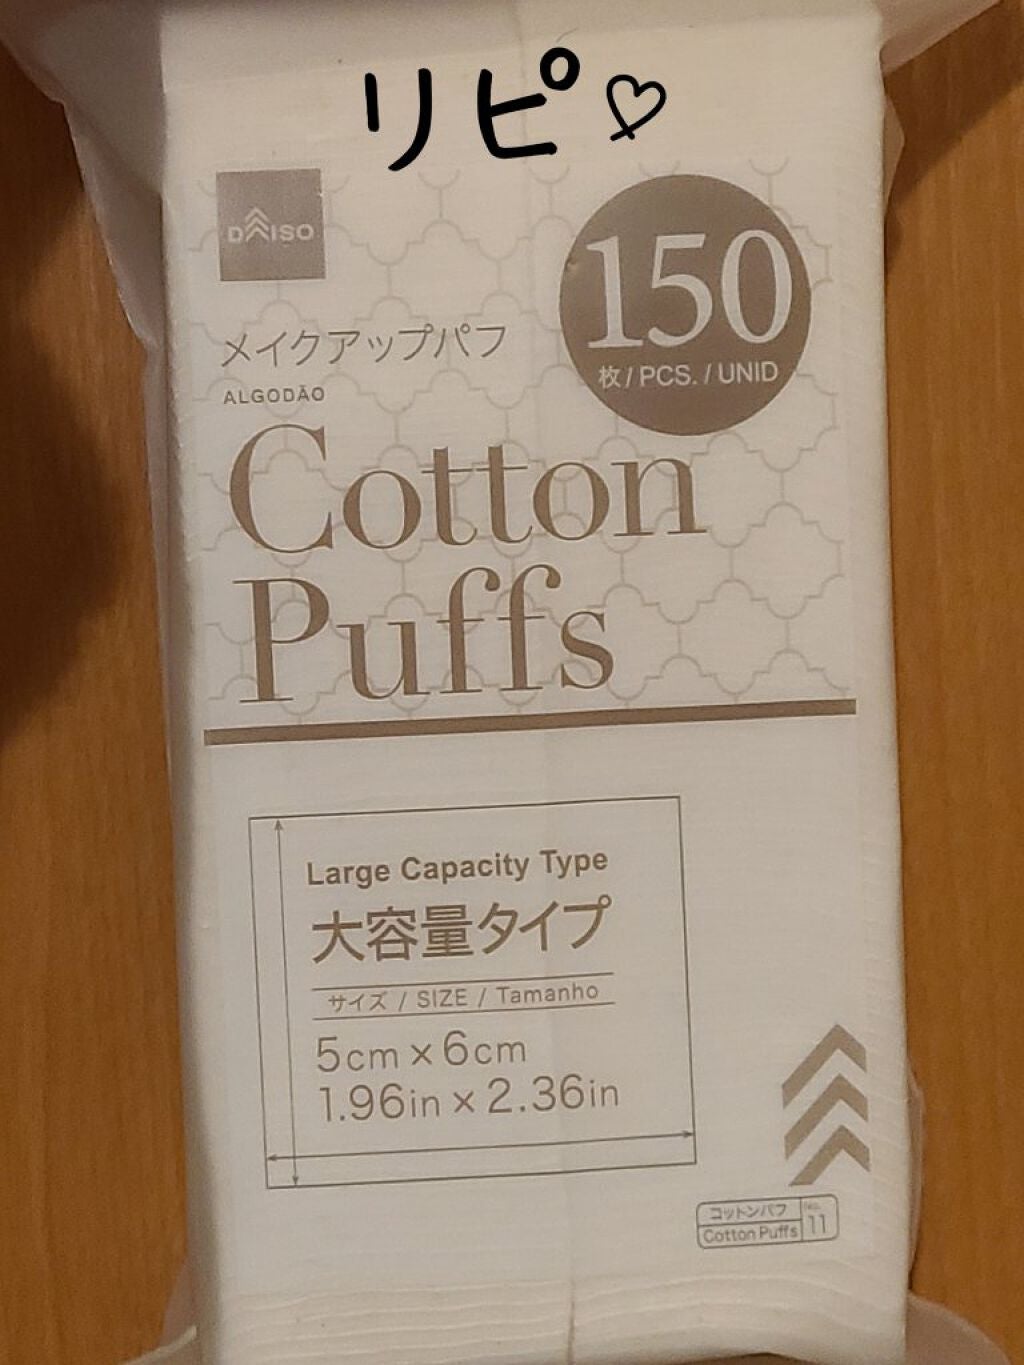 リピ♡
DAISO
150
枚/PCS./UNID
メイクアップパフ
ALGODÃO
Cotton
Puffs
Large Capacity Type
大容量タイプ
サイズ / SIZE / Tamanho
5cm×6cm
1.96in×2.36in
コットンパフ
Cotton Puffs
No.
11